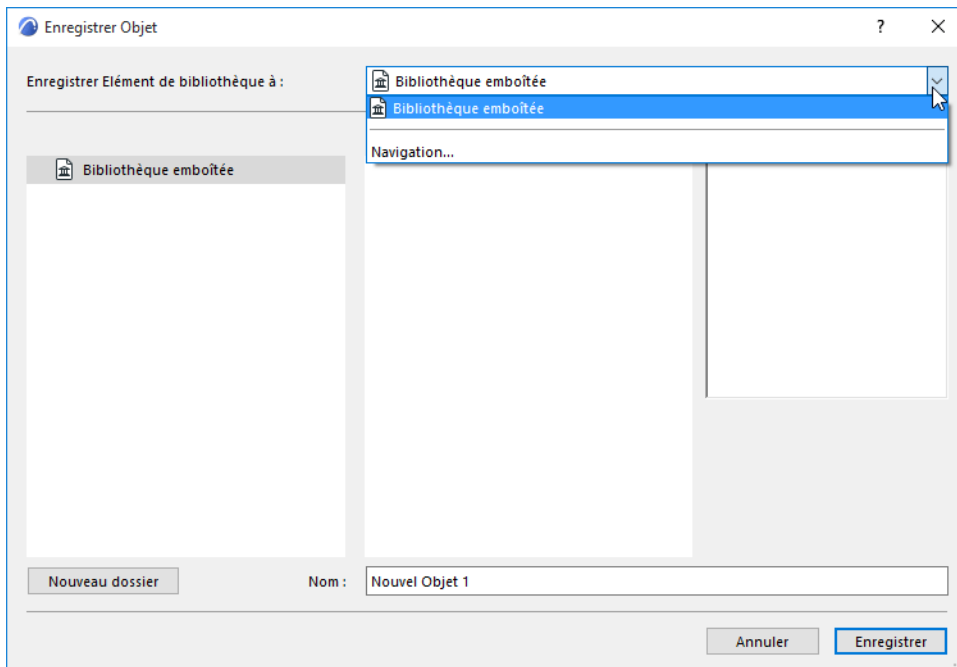 Enregistrer Objet
?
Enregistrer Elément de bibliothèque à :
Bibliothèque emboîtée
Bibliothèque emboîtée
Navigation...
Bibliothèque emboîtée
Nouveau dossier
Nom :
Nouvel Objet 1
Annuler
Enregistrer